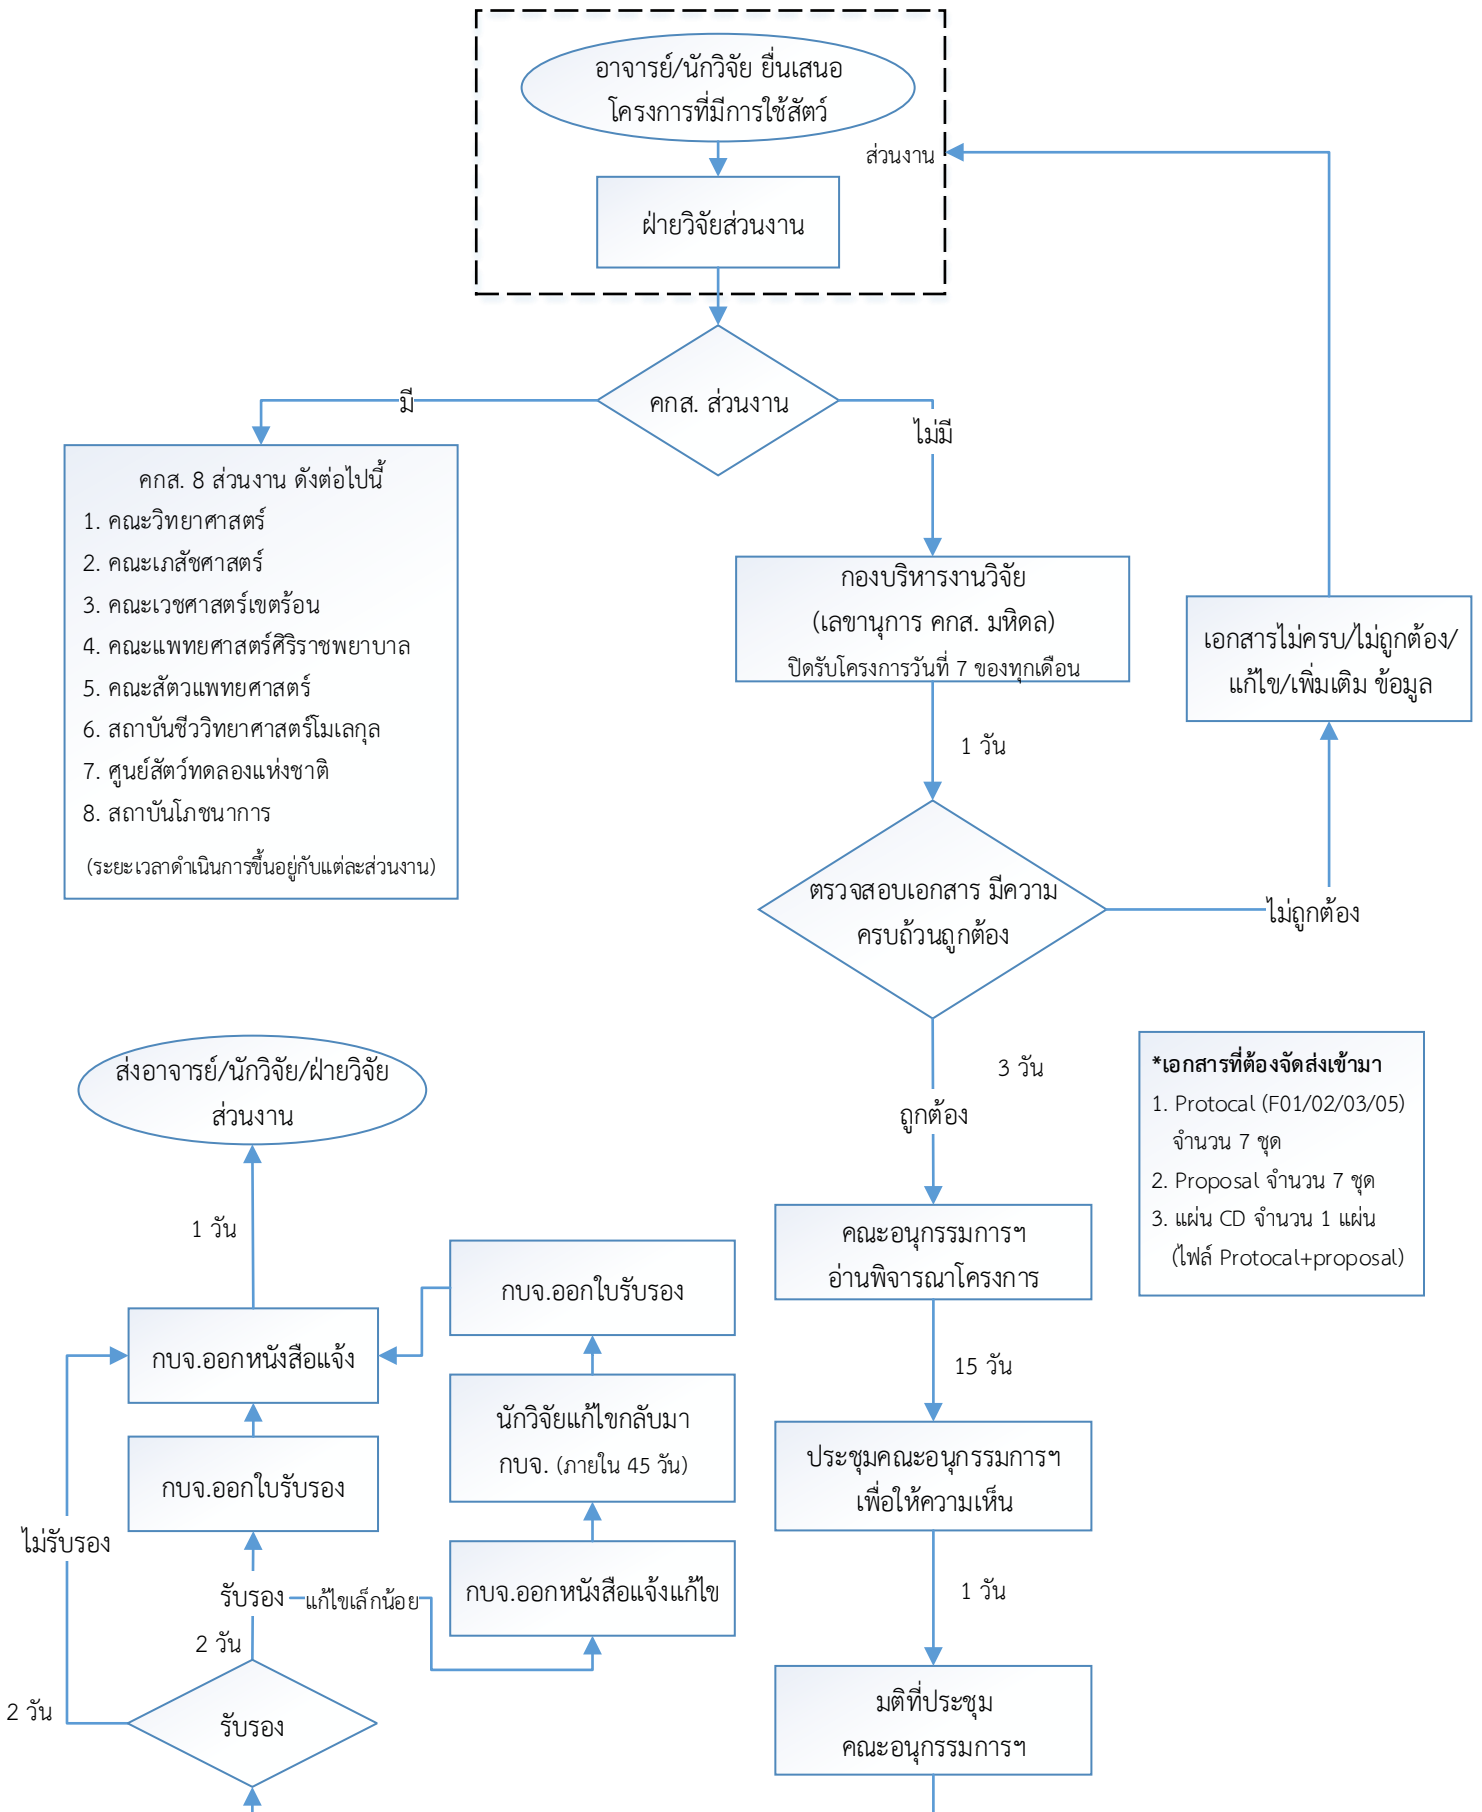 อาจารย์/นักวิจัย ยื่นเสนอ
โครงการที่มีการใช้สัตว์
ส่วนงาน
ฝ่ายวิจัยส่วนงาน
คกส. ส่วนงาน
มี
ไม่มี
คกส. 8 ส่วนงาน ดังต่อไปนี้
1. คณะวิทยาศาสตร์
2. คณะเภสัชศาสตร์
3. คณะเวชศาสตร์เขตร้อน
4. คณะแพทยศาสตร์ศิริราชพยาบาล
5. คณะสัตวแพทยศาสตร์
6. สถาบันชีววิทยาศาสตร์โมเลกุล
7. ศูนย์สัตว์ทดลองแห่งชาติ
8. สถาบันโภชนาการ
(ระยะเวลาดำเนินการขึ้นอยู่กับแต่ละส่วนงาน)
กองบริหารงานวิจัย
(เลขานุการ คกส. มหิดล)
ปิดรับโครงการวันที่ 7 ของทุกเดือน
เอกสารไม่ครบ/ไม่ถูกต้อง/
แก้ไข/เพิ่มเติม ข้อมูล
1 วัน
ตรวจสอบเอกสาร มีความ
ครบถ้วนถูกต้อง
ไม่ถูกต้อง
3 วัน
ถูกต้อง
*เอกสารที่ต้องจัดส่งเข้ามา
1. Protocal (F01/02/03/05)
จำนวน 7 ชุด
2. Proposal จำนวน 7 ชุด
3. แผ่น CD จำนวน 1 แผ่น
(ไฟล์ Protocal+proposal)
คณะอนุกรรมการฯ
อ่านพิจารณาโครงการ
15 วัน
ประชุมคณะอนุกรรมการฯ
เพื่อให้ความเห็น
1 วัน
มติที่ประชุม
คณะอนุกรรมการฯ
ส่งอาจารย์/นักวิจัย/ฝ่ายวิจัย
ส่วนงาน
1 วัน
กบจ.ออกหนังสือแจ้ง
กบจ.ออกใบรับรอง
กบจ.ออกใบรับรอง
นักวิจัยแก้ไขกลับมา
กบจ. (ภายใน 45 วัน)
กบจ.ออกหนังสือแจ้งแก้ไข
ไม่รับรอง
รับรอง
แก้ไขเล็กน้อย
2 วัน
2 วัน
รับรอง